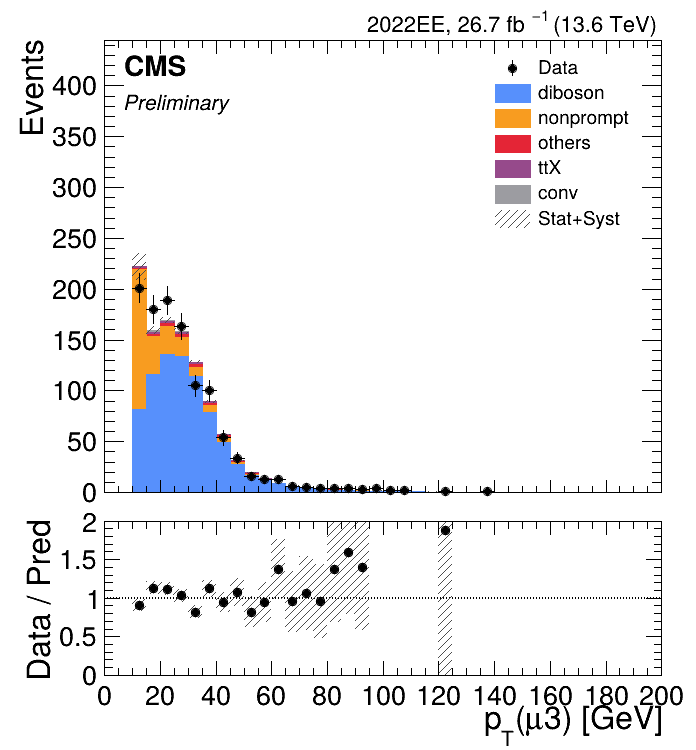 2022EE, 26.7 fb⁻¹ (13.6 TeV)
CMS
Preliminary
Events
400
350
300
250
200
150
100
50
0
Data
diboson
nonprompt
others
ttX
conv
Stat+Syst
Data / Pred
2
1.5
1
0.5
0
0 20 40 60 80 100 120 140 160 180 200
p_T(μ3) [GeV]